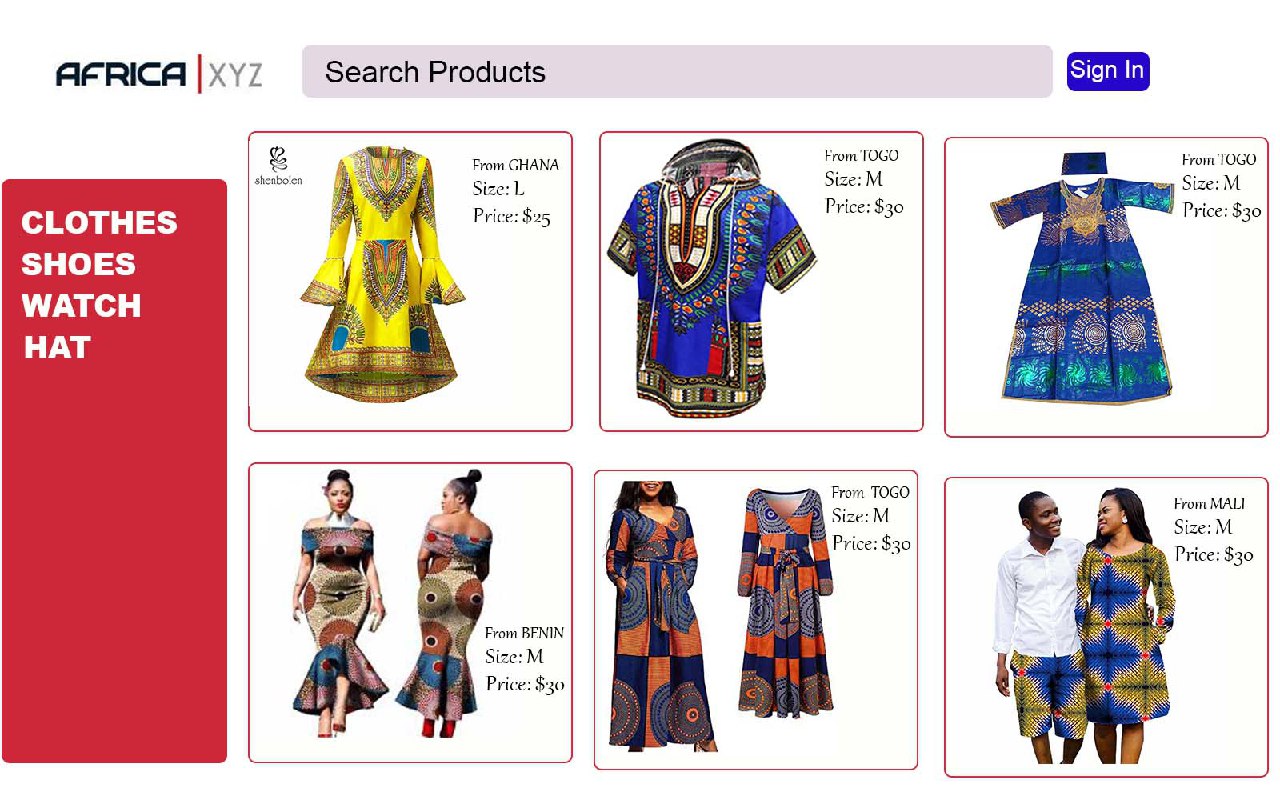 AFRICA | XYZ
Search Products
Sign In
CLOTHES
SHOES
WATCH
HAT
shenbolen
From GHANA
Size: L
Price: $25
From TOGO
Size: M
Price: $30
From TOGO
Size: M
Price: $30
From BENIN
Size: M
Price: $30
From TOGO
Size: M
Price: $30
From MALI
Size: M
Price: $30